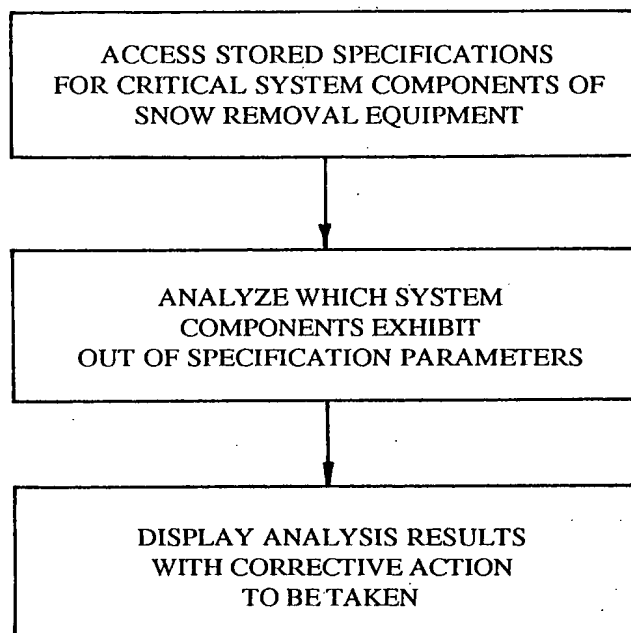 ACCESS STORED SPECIFICATIONS
FOR CRITICAL SYSTEM COMPONENTS OF
SNOW REMOVAL EQUIPMENT
ANALYZE WHICH SYSTEM
COMPONENTS EXHIBIT
OUT OF SPECIFICATION PARAMETERS
DISPLAY ANALYSIS RESULTS
WITH CORRECTIVE ACTION
TO BE TAKEN